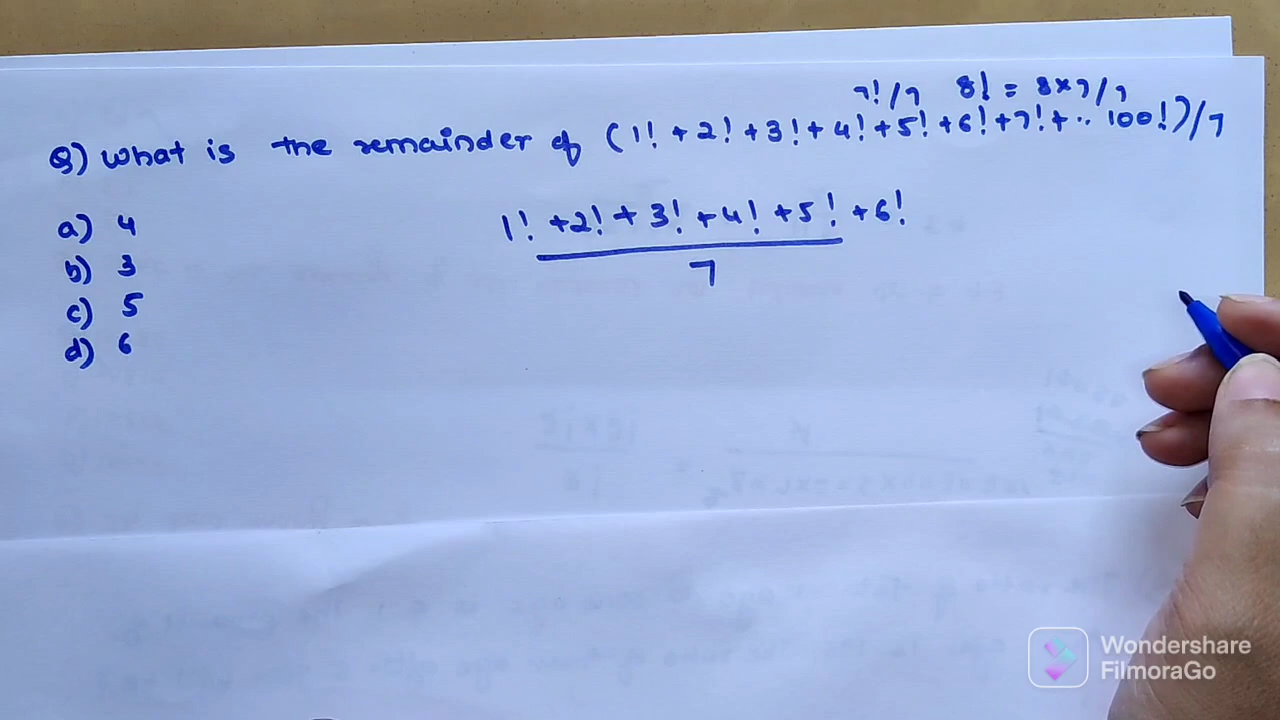 7!/7 8! = 8×7/7
Q) What is the remainder of (1! + 2! + 3! + 4! + 5! + 6! + 7! + .. 100!)/7
a) 4
b) 3
c) 5
d) 6
1! + 2! + 3! + 4! + 5! + 6!
7
Wondershare
FilmoraGo